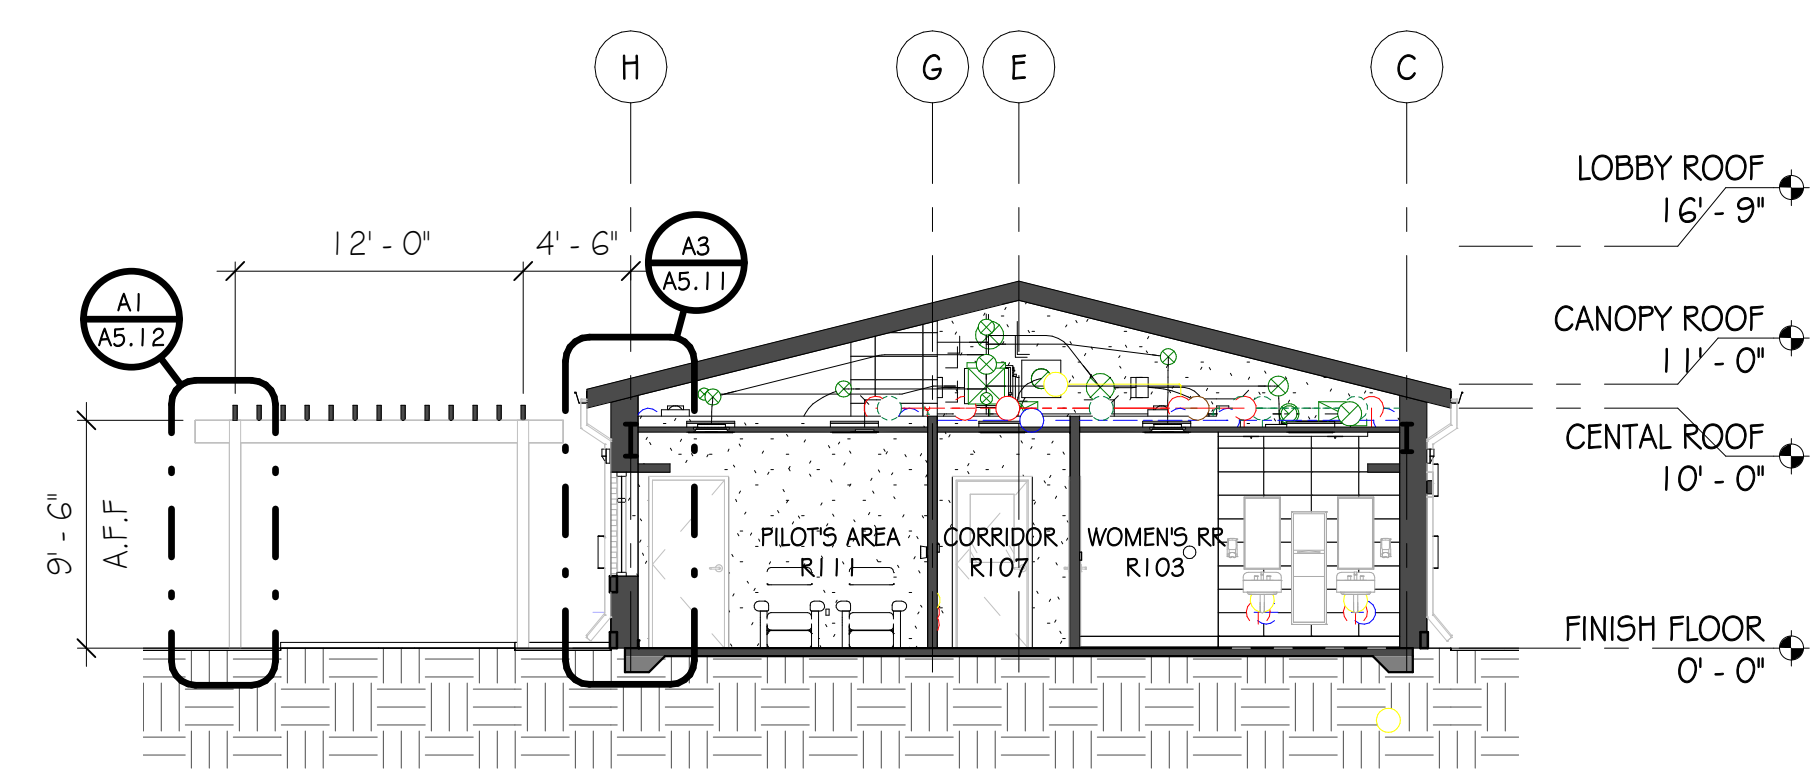 H
G
E
C
LOBBY ROOF
16' - 9"
12' - 0"
4' - 6"
A3
A5.11
A1
A5.12
CANOPY ROOF
11' - 0"
CENTAL ROOF
10' - 0"
9' - 6"
A.F.F
PILOT'S AREA
R111
CORRIDOR
R107
WOMEN'S RR
R103
FINISH FLOOR
0' - 0"